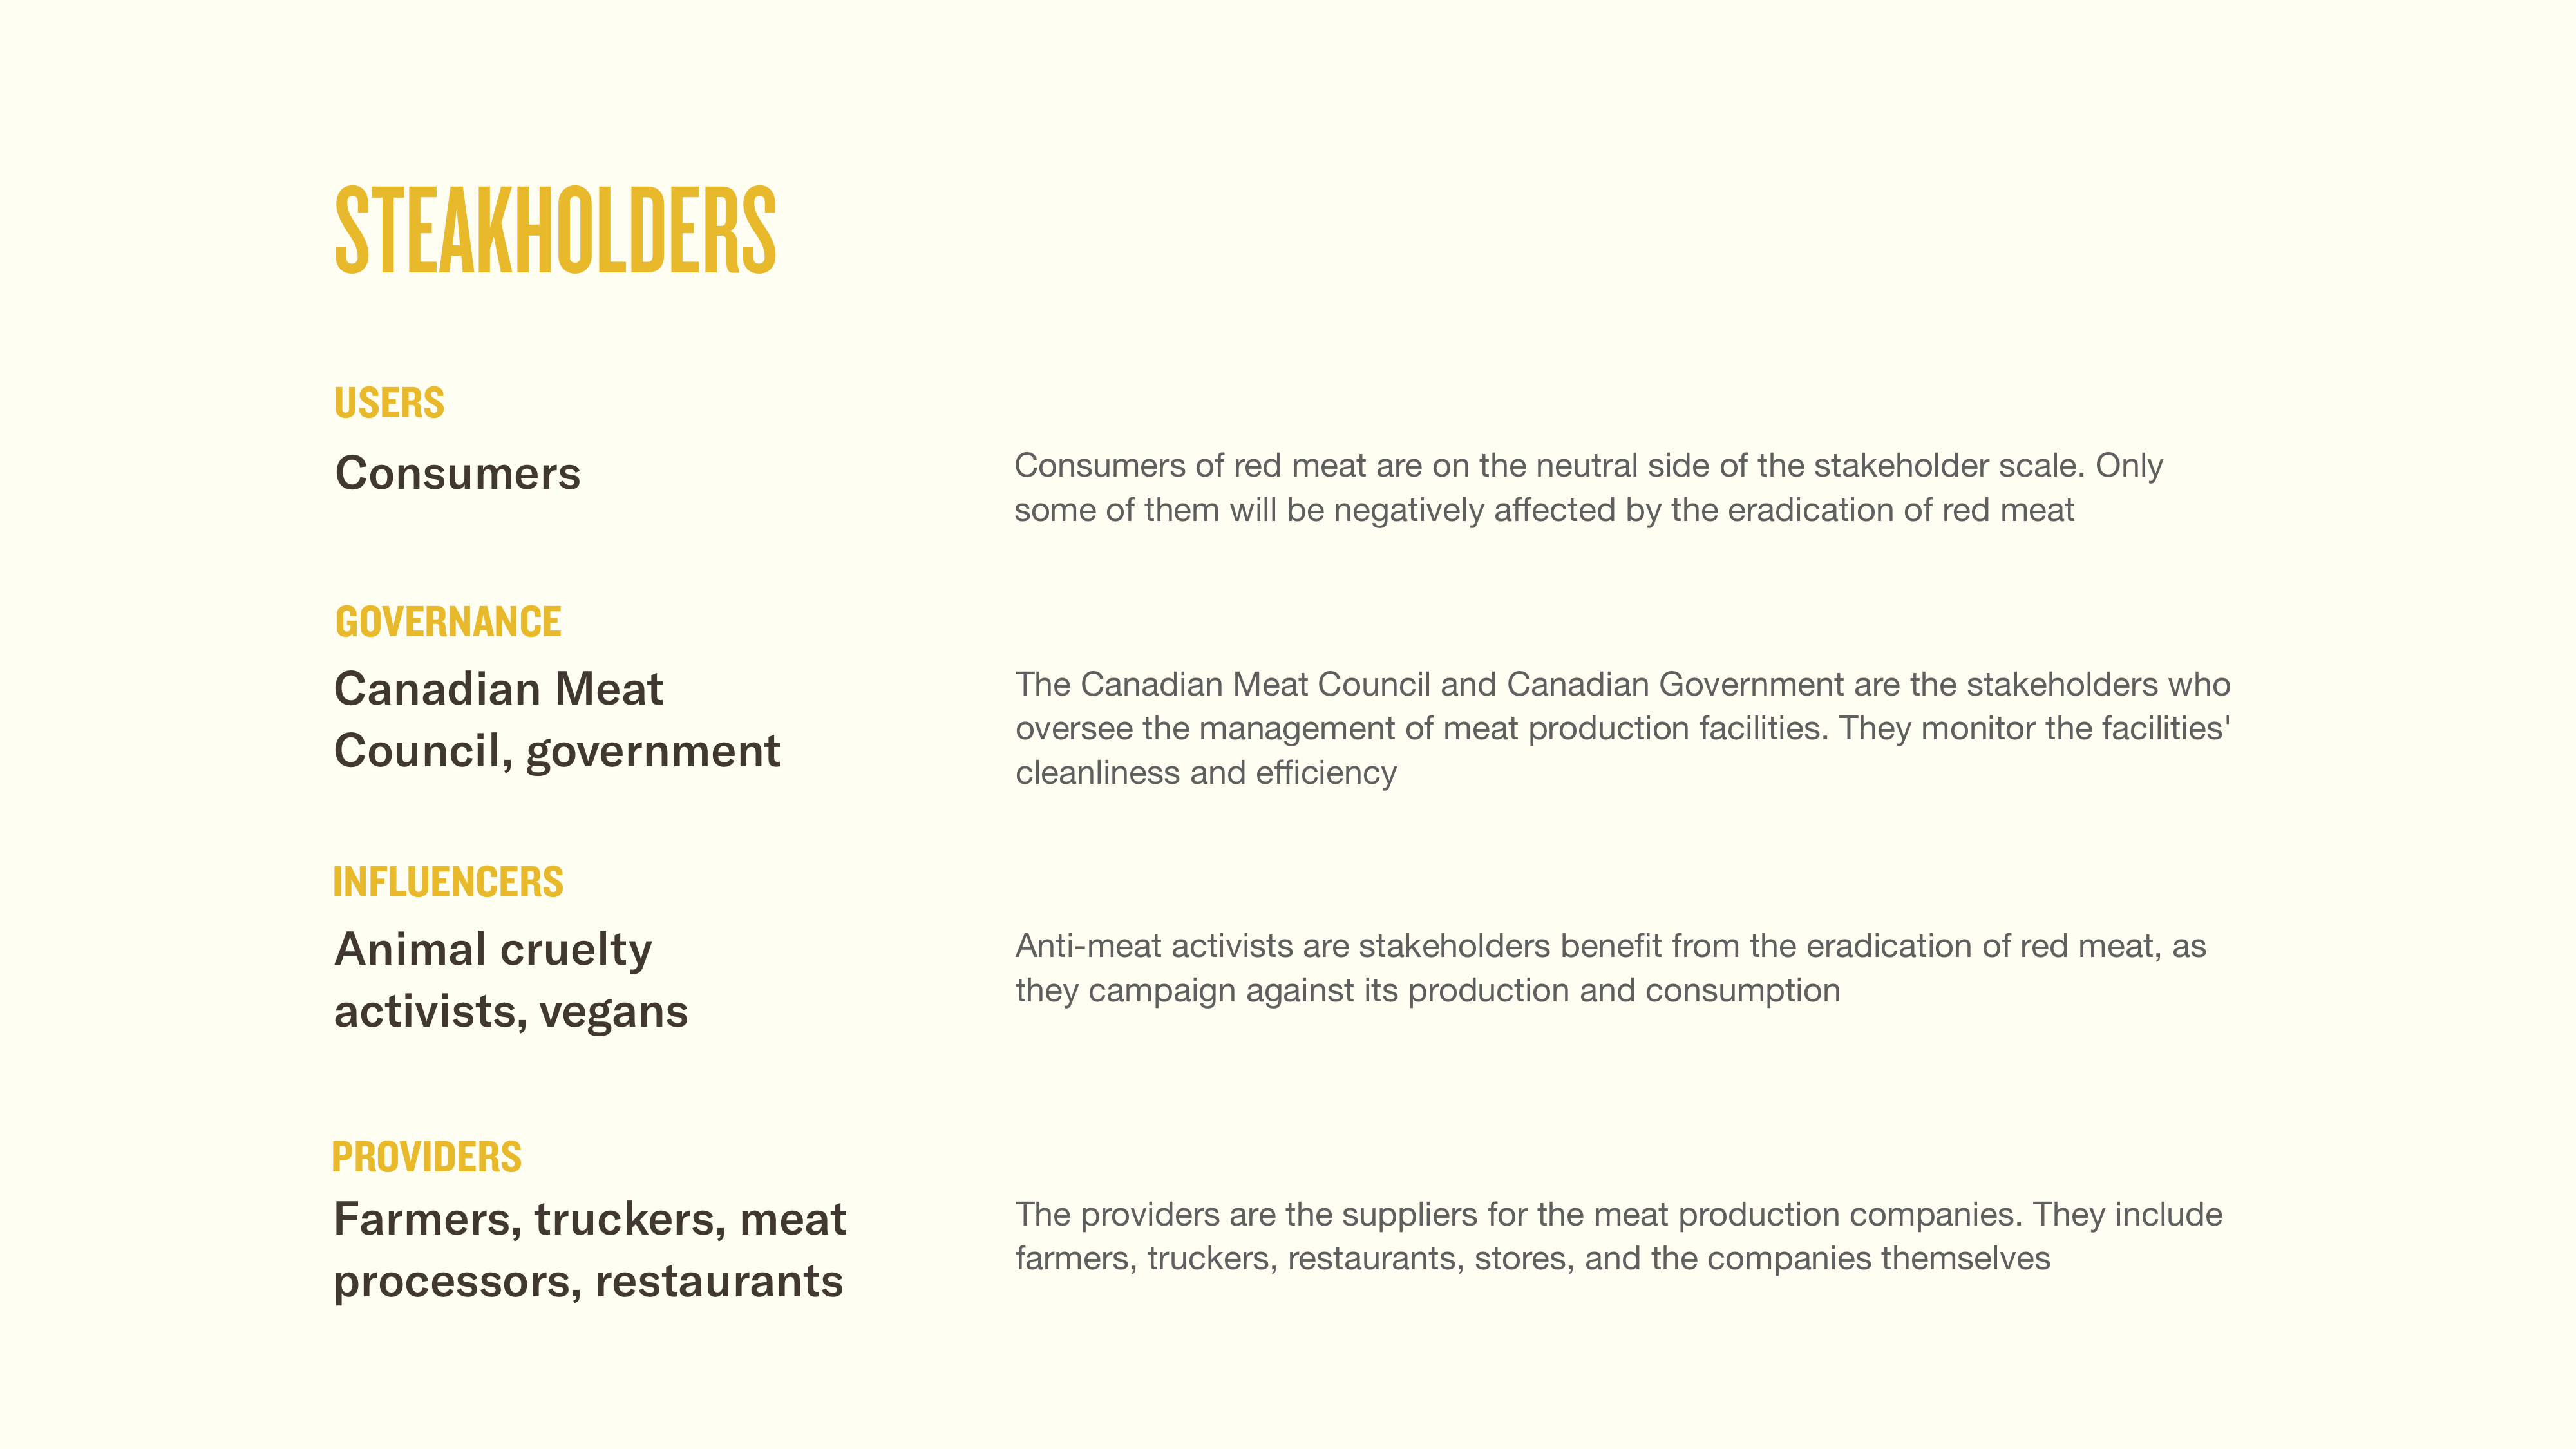 STEAKHOLDERS
USERS
Consumers
Consumers of red meat are on the neutral side of the stakeholder scale. Only
some of them will be negatively affected by the eradication of red meat
GOVERNANCE
Canadian Meat
Council, government
The Canadian Meat Council and Canadian Government are the stakeholders who
oversee the management of meat production facilities. They monitor the facilities'
cleanliness and efficiency
INFLUENCERS
Animal cruelty
activists, vegans
Anti-meat activists are stakeholders benefit from the eradication of red meat, as
they campaign against its production and consumption
PROVIDERS
Farmers, truckers, meat
processors, restaurants
The providers are the suppliers for the meat production companies. They include
farmers, truckers, restaurants, stores, and the companies themselves